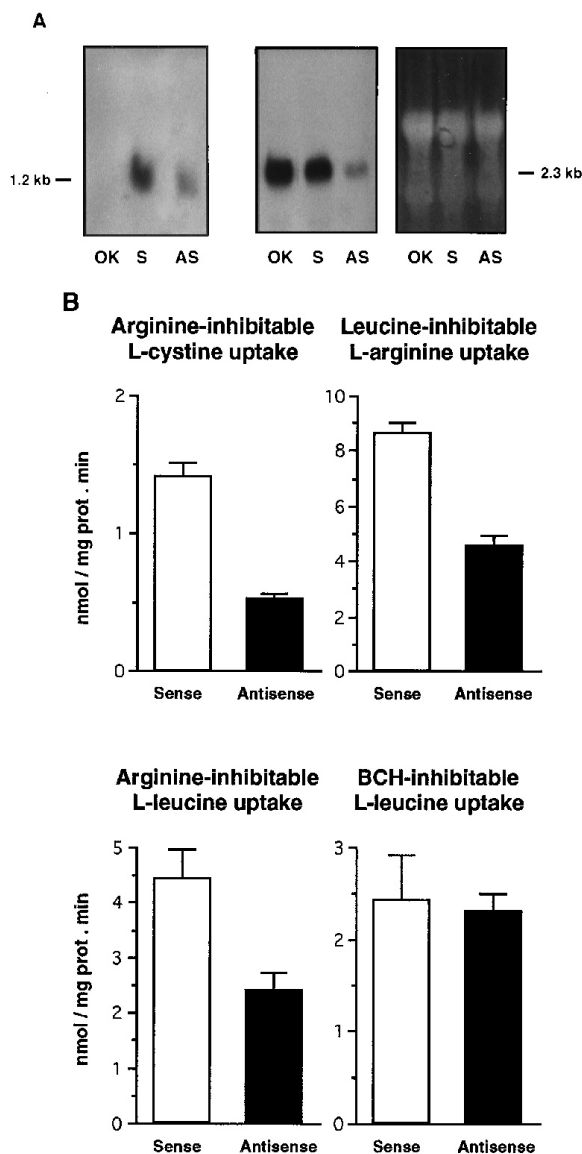 A
1.2 kb
2.3 kb
OK S AS OK S AS OK S AS
B
Arginine-inhibitable
L-cystine uptake
Leucine-inhibitable
L-arginine uptake
nmol / mg prot . min
2
1
0
10
8
6
4
2
0
Sense Antisense
Sense Antisense
Arginine-inhibitable
L-leucine uptake
BCH-inhibitable
L-leucine uptake
nmol / mg prot . min
5
4
3
2
1
0
3
2
1
0
Sense Antisense
Sense Antisense